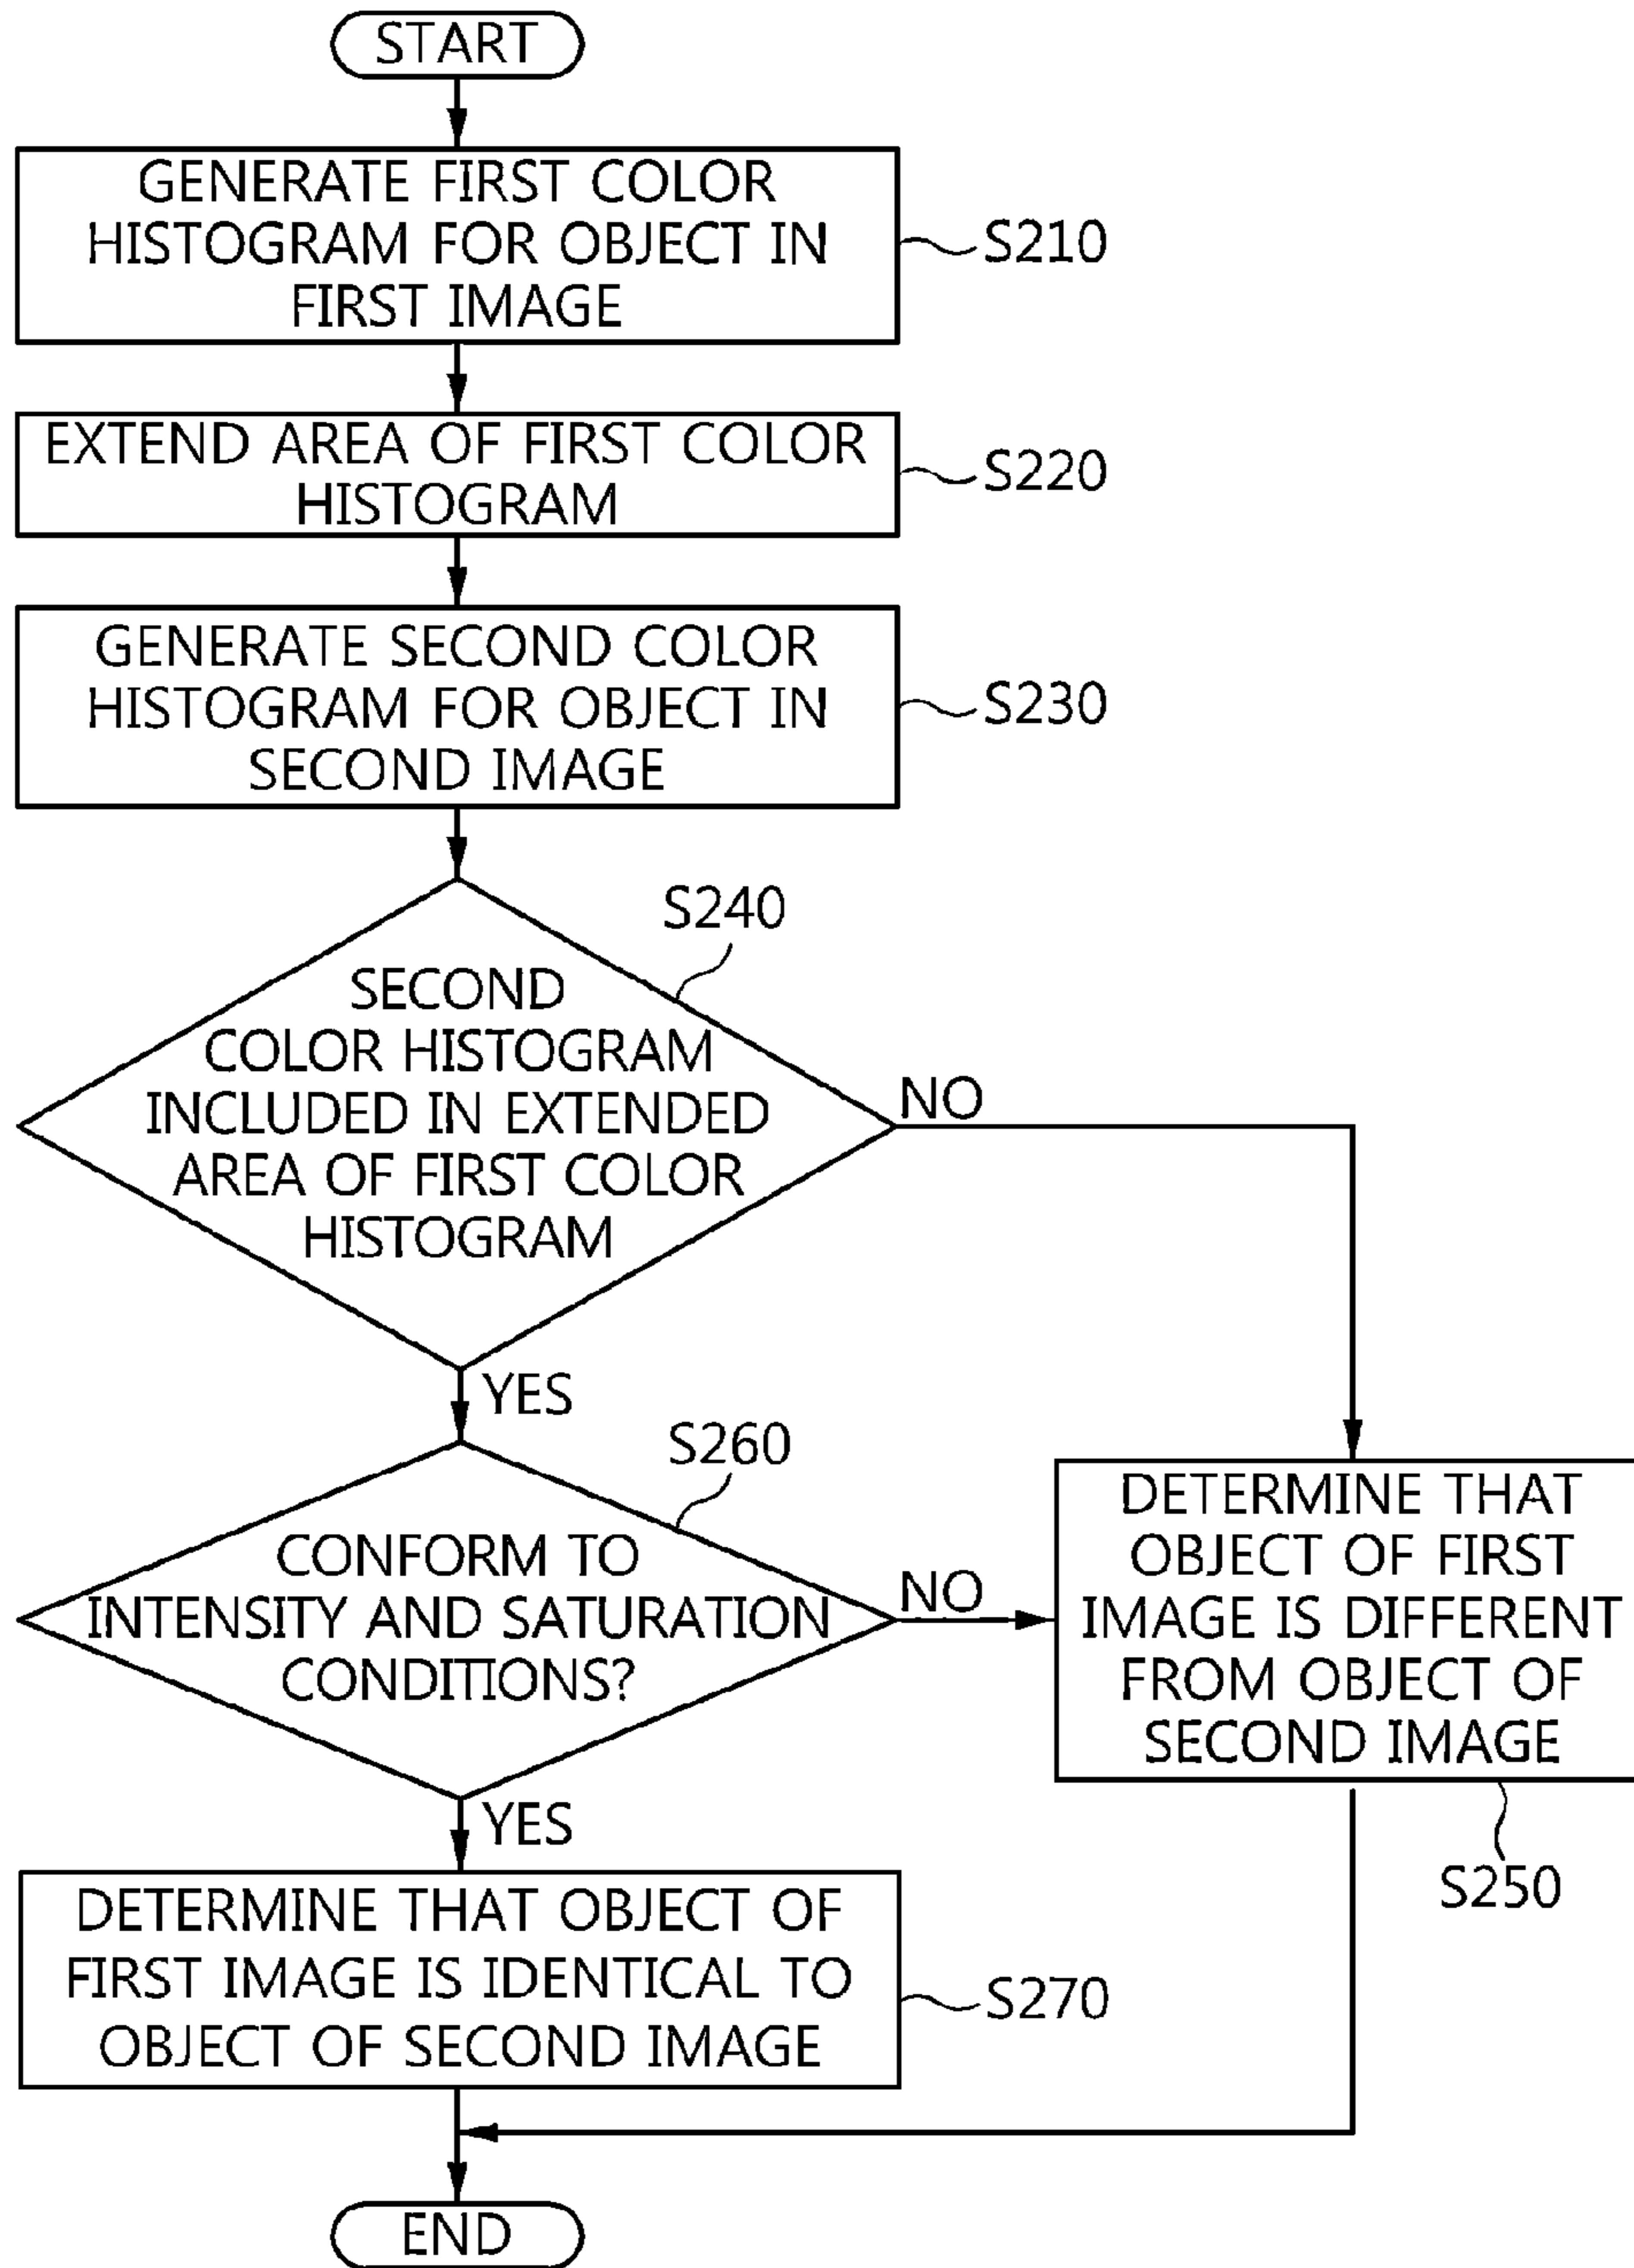 START
GENERATE FIRST COLOR
HISTOGRAM FOR OBJECT IN
FIRST IMAGE
S210
EXTEND AREA OF FIRST COLOR
HISTOGRAM
S220
GENERATE SECOND COLOR
HISTOGRAM FOR OBJECT IN
SECOND IMAGE
S230
S240
SECOND
COLOR HISTOGRAM
INCLUDED IN EXTENDED
AREA OF FIRST COLOR
HISTOGRAM
NO
YES
S260
CONFORM TO
INTENSITY AND SATURATION
CONDITIONS?
NO
DETERMINE THAT
OBJECT OF FIRST
IMAGE IS DIFFERENT
FROM OBJECT OF
SECOND IMAGE
S250
YES
DETERMINE THAT OBJECT OF
FIRST IMAGE IS IDENTICAL TO
OBJECT OF SECOND IMAGE
S270
END